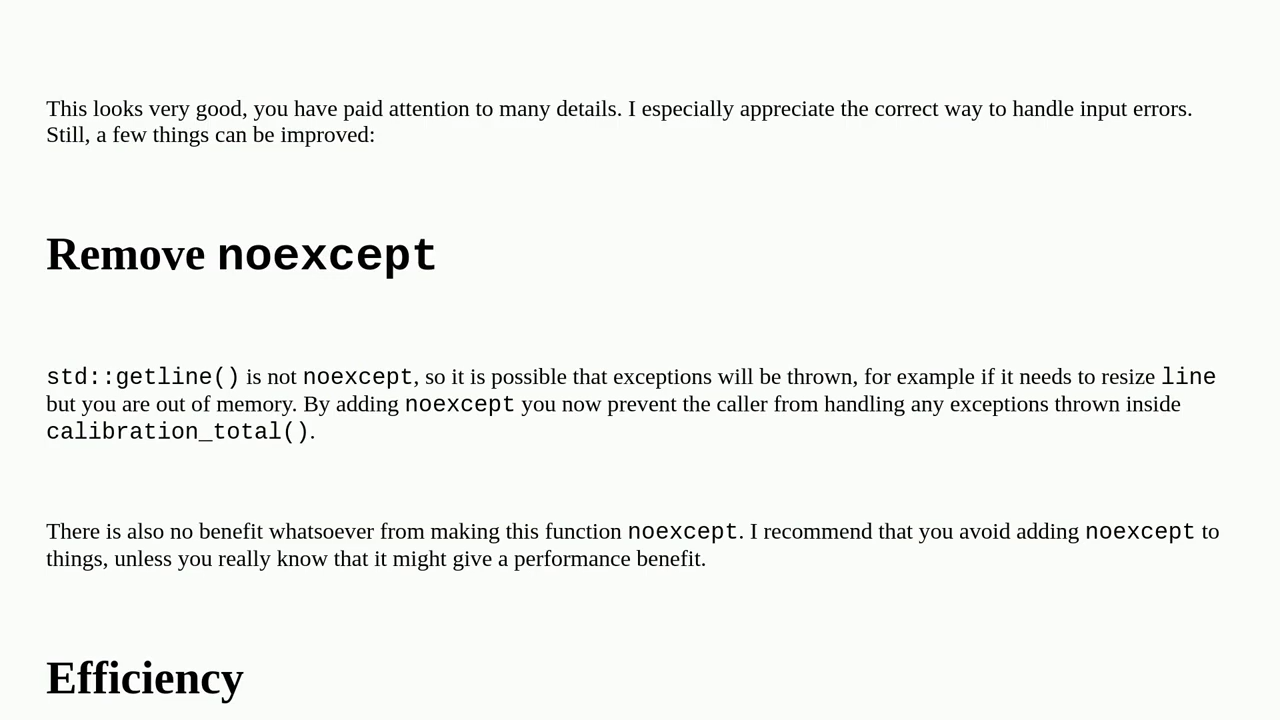 This looks very good, you have paid attention to many details. I especially appreciate the correct way to handle input errors.
Still, a few things can be improved:
Remove noexcept
std::getline() is not noexcept, so it is possible that exceptions will be thrown, for example if it needs to resize line
but you are out of memory. By adding noexcept you now prevent the caller from handling any exceptions thrown inside
calibration_total().
There is also no benefit whatsoever from making this function noexcept. I recommend that you avoid adding noexcept to
things, unless you really know that it might give a performance benefit.
Efficiency